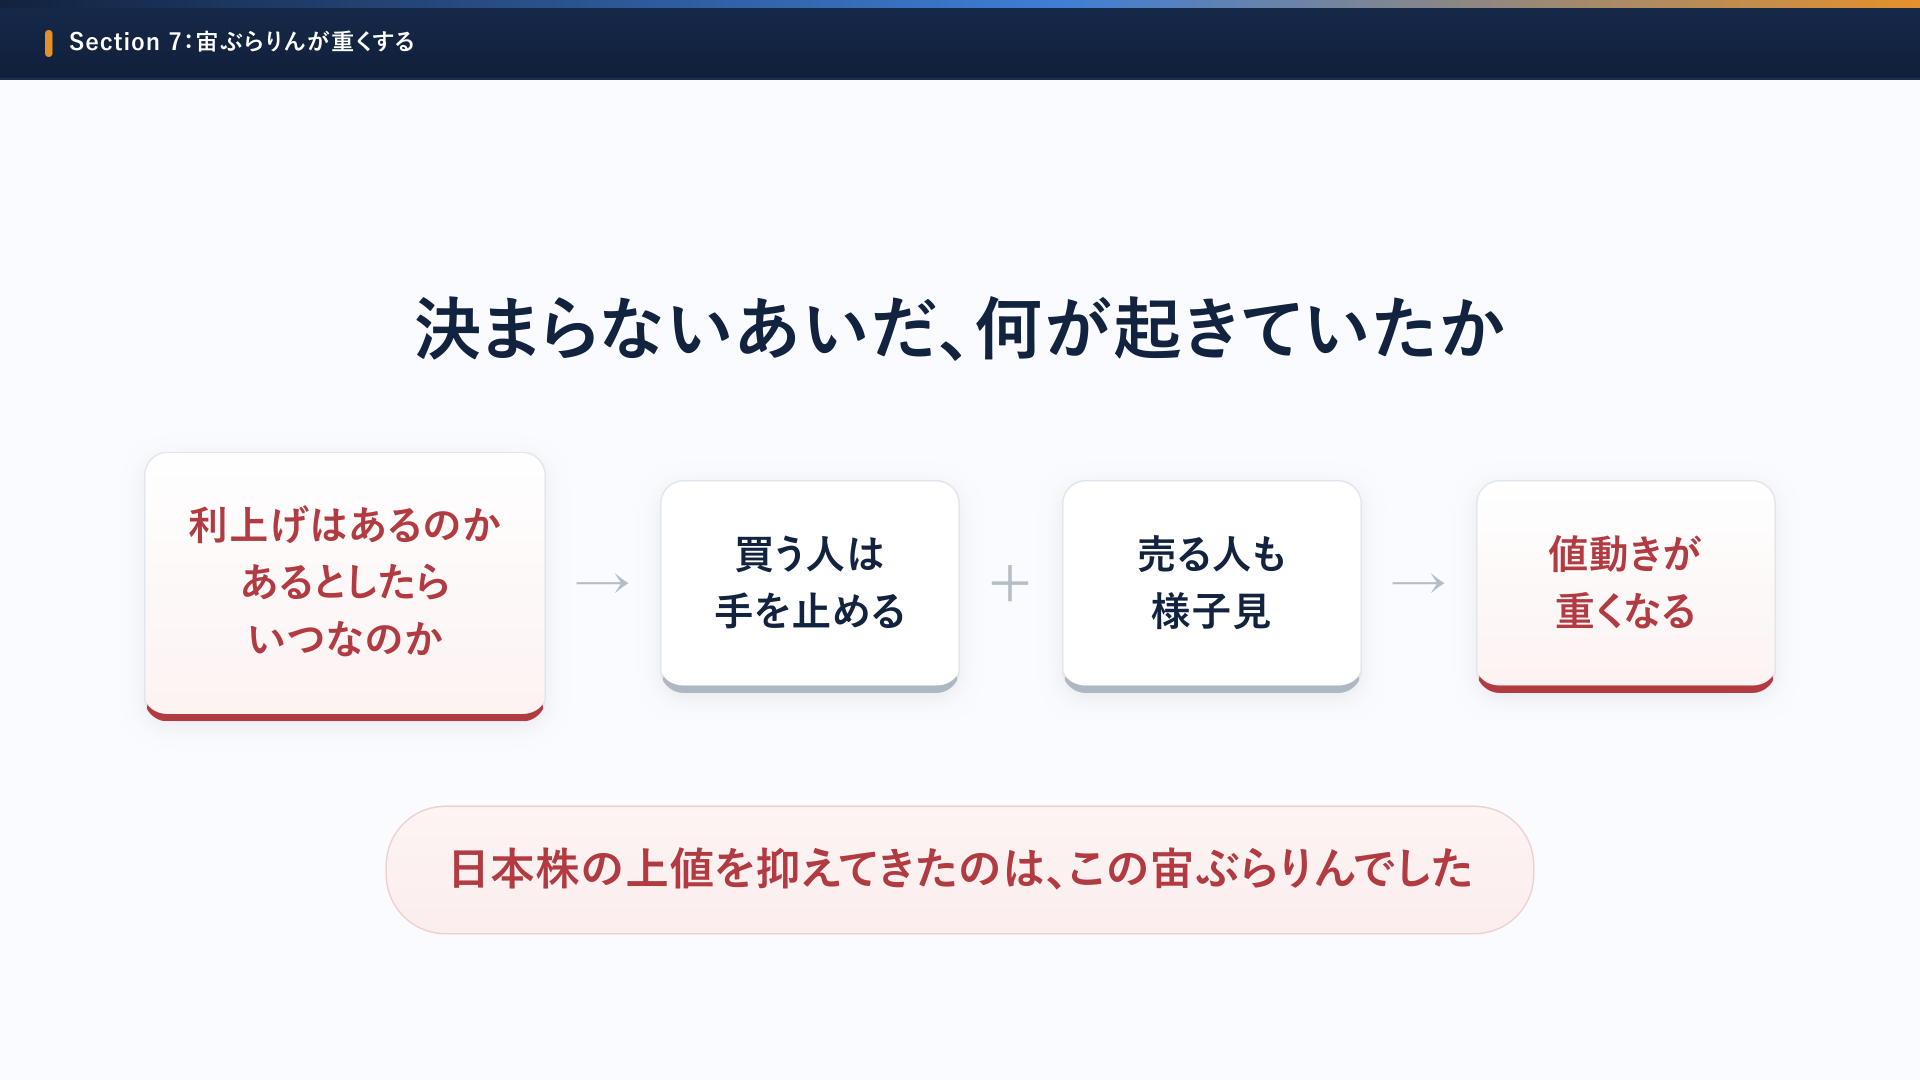 Section 7：宙ぶらりんが重くする
決まらないあいだ、何が起きていたか
利上げはあるのか
あるとしたら
いつなのか
→
買う人は
手を止める
＋
売る人も
様子見
→
値動きが
重くなる
日本株の上値を抑えてきたのは、この宙ぶらりんでした